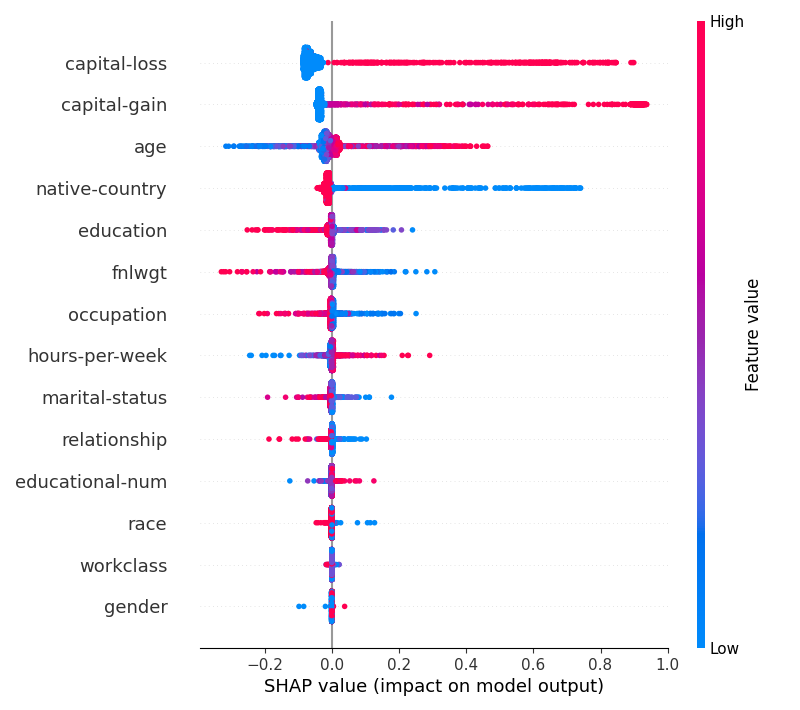 High
capital-loss
capital-gain
age
native-country
education
fnlwgt
occupation
hours-per-week
marital-status
relationship
educational-num
race
workclass
gender
Feature value
Low
−0.2 0.0 0.2 0.4 0.6 0.8 1.0
SHAP value (impact on model output)